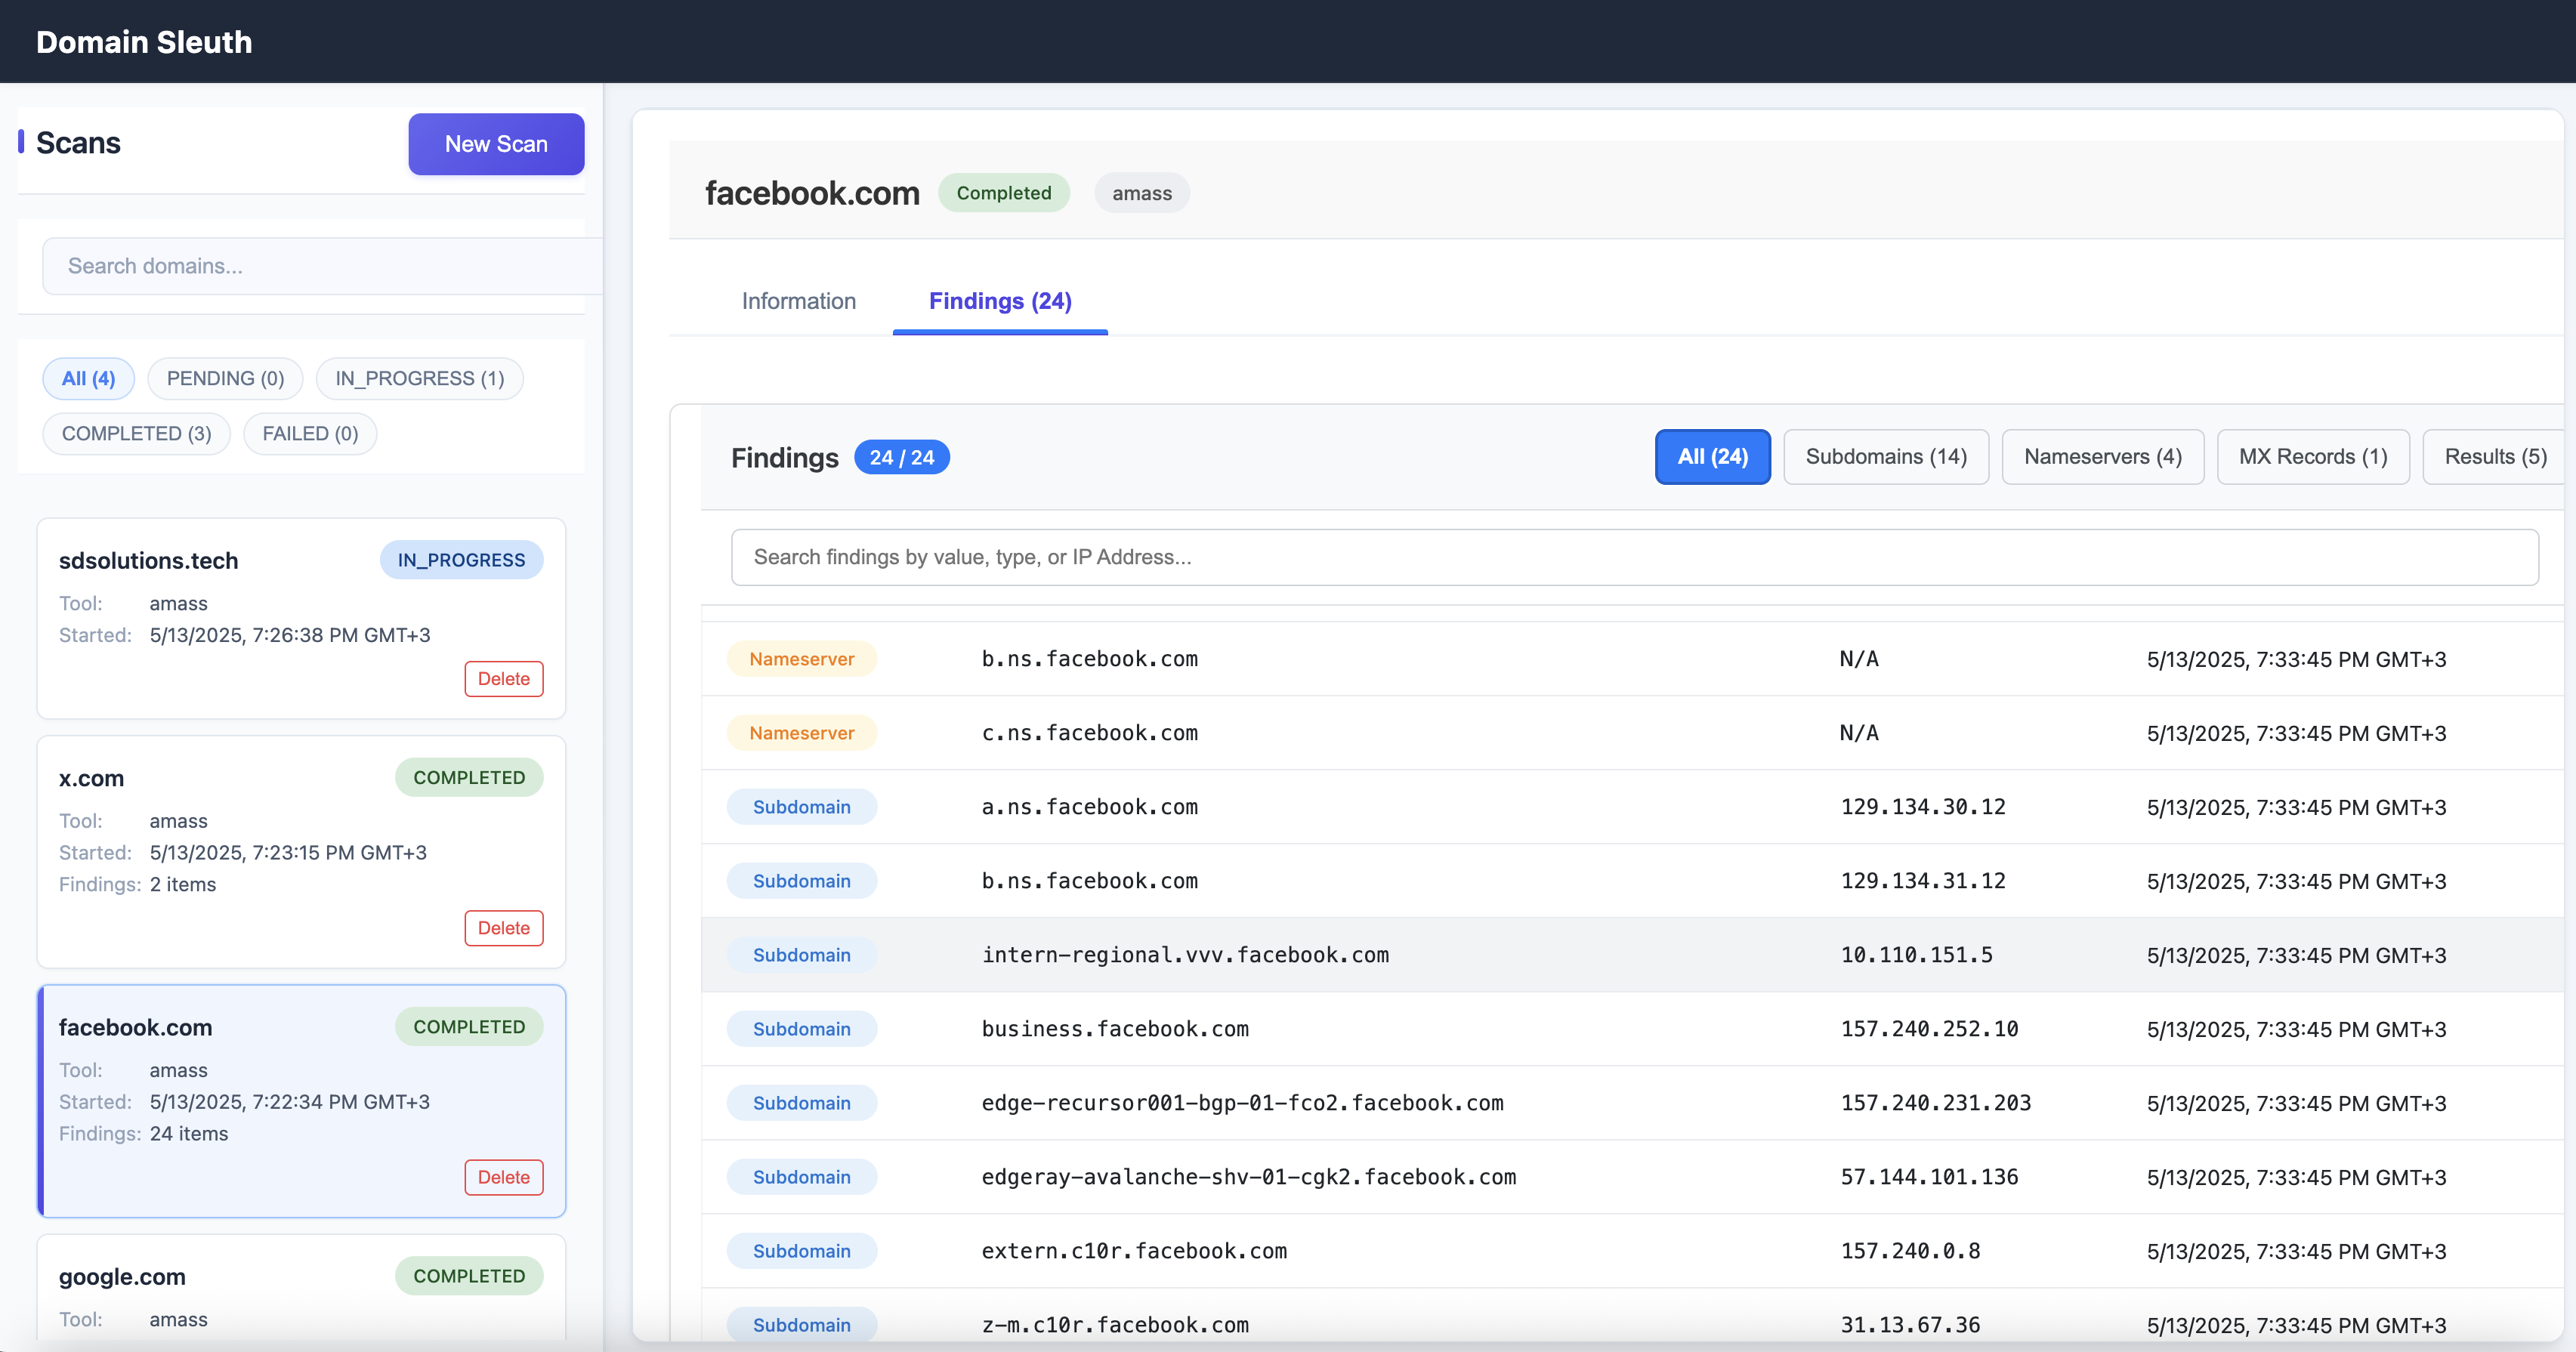 Domain Sleuth
Scans
New Scan
Search domains...
All (4)
PENDING (0)
IN_PROGRESS (1)
COMPLETED (3)
FAILED (0)
sdsolutions.tech
IN_PROGRESS
Tool: amass
Started: 5/13/2025, 7:26:38 PM GMT+3
Delete
x.com
COMPLETED
Tool: amass
Started: 5/13/2025, 7:23:15 PM GMT+3
Findings: 2 items
Delete
facebook.com
COMPLETED
Tool: amass
Started: 5/13/2025, 7:22:34 PM GMT+3
Findings: 24 items
Delete
google.com
COMPLETED
Tool: amass
facebook.com
Completed
amass
Information
Findings (24)
Findings
24 / 24
All (24)
Subdomains (14)
Nameservers (4)
MX Records (1)
Results (5)
Search findings by value, type, or IP Address...
Nameserver b.ns.facebook.com N/A 5/13/2025, 7:33:45 PM GMT+3
Nameserver c.ns.facebook.com N/A 5/13/2025, 7:33:45 PM GMT+3
Subdomain a.ns.facebook.com 129.134.30.12 5/13/2025, 7:33:45 PM GMT+3
Subdomain b.ns.facebook.com 129.134.31.12 5/13/2025, 7:33:45 PM GMT+3
Subdomain intern-regional.vvv.facebook.com 10.110.151.5 5/13/2025, 7:33:45 PM GMT+3
Subdomain business.facebook.com 157.240.252.10 5/13/2025, 7:33:45 PM GMT+3
Subdomain edge-recursor001-bgp-01-fco2.facebook.com 157.240.231.203 5/13/2025, 7:33:45 PM GMT+3
Subdomain edgeray-avalanche-shv-01-cgk2.facebook.com 57.144.101.136 5/13/2025, 7:33:45 PM GMT+3
Subdomain extern.c10r.facebook.com 157.240.0.8 5/13/2025, 7:33:45 PM GMT+3
Subdomain z-m.c10r.facebook.com 31.13.67.36 5/13/2025, 7:33:45 PM GMT+3